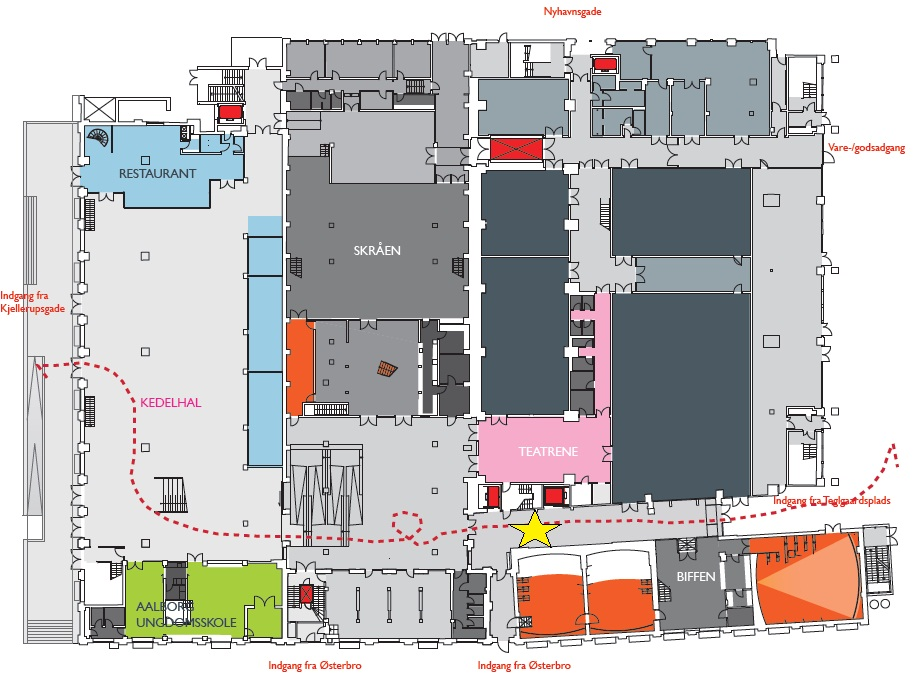 Nyhavnsgade
Vare-/godsadgang
RESTAURANT
SKRÅEN
Indgang fra
Kjellerupsgade
KEDELHAL
TEATRENE
Indgang fra Teglgaardsplads
BIFFEN
AALBORG
UNGDOMSSKOLE
Indgang fra Østerbro
Indgang fra Østerbro